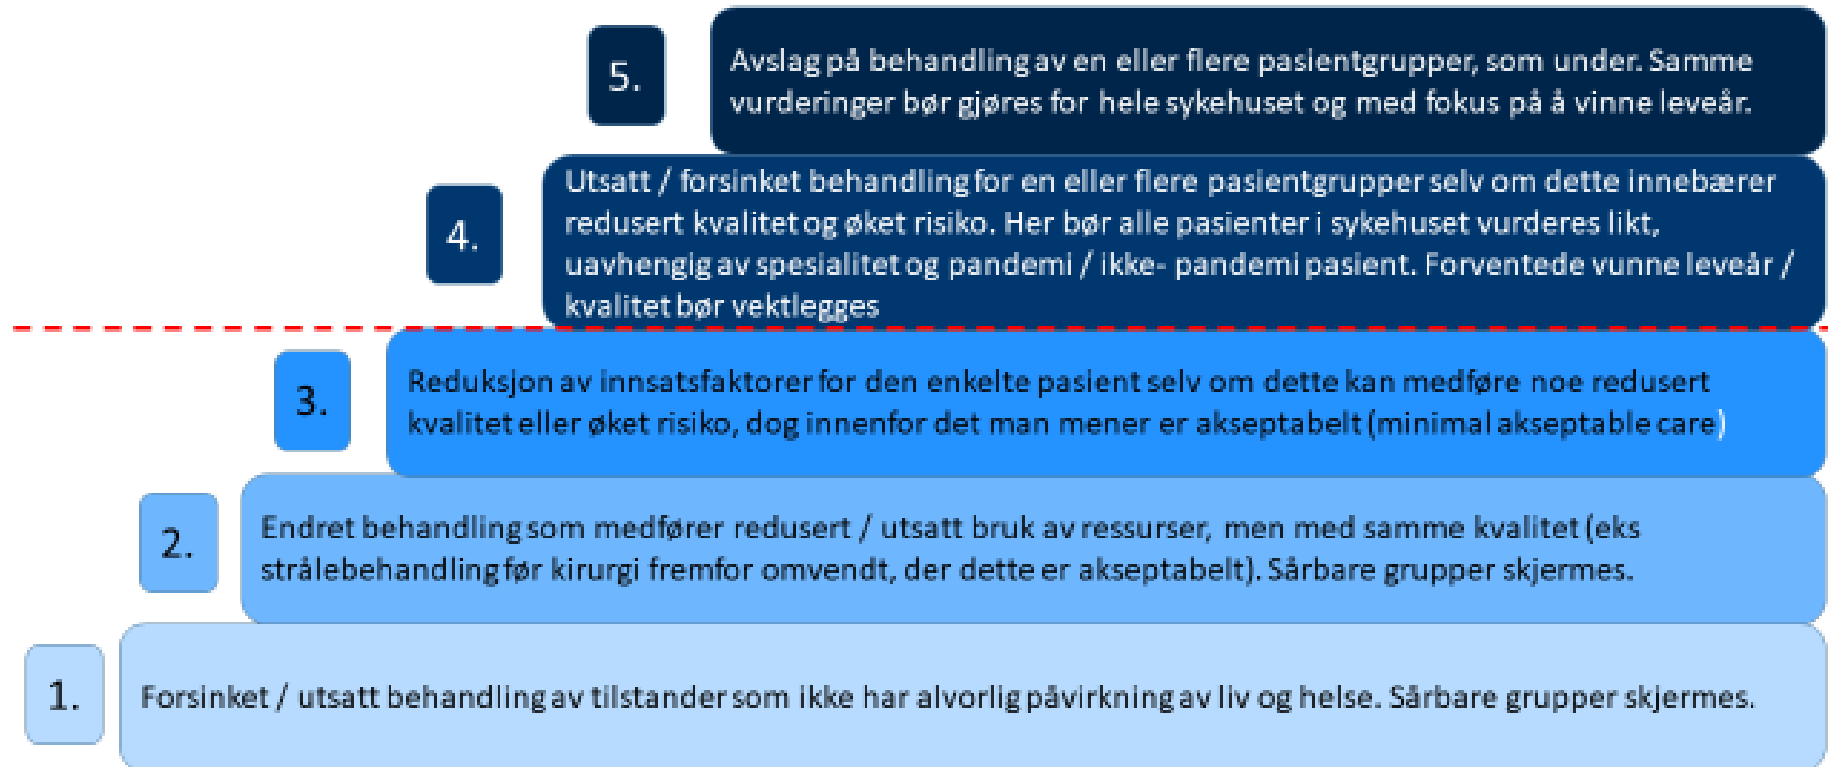 5.
Avslag på behandling av en eller flere pasientgrupper, som under. Samme
vurderinger bør gjøres for hele sykehuset og med fokus på å vinne leveår.
4.
Utsatt / forsinket behandling for en eller flere pasientgrupper selv om dette innebærer
redusert kvalitet og øket risiko. Her bør alle pasienter i sykehuset vurderes likt,
uavhengig av spesialitet og pandemi / ikke- pandemi pasient. Forventede vunne leveår /
kvalitet bør vektlegges
3.
Reduksjon av innsatsfaktorer for den enkelte pasient selv om dette kan medføre noe redusert
kvalitet eller øket risiko, dog innenfor det man mener er akseptabelt (minimal akseptable care)
2.
Endret behandling som medfører redusert / utsatt bruk av ressurser, men med samme kvalitet (eks
strålebehandling før kirurgi fremfor omvendt, der dette er akseptabelt). Sårbare grupper skjermes.
1.
Forsinket / utsatt behandling av tilstander som ikke har alvorlig påvirkning av liv og helse. Sårbare grupper skjermes.